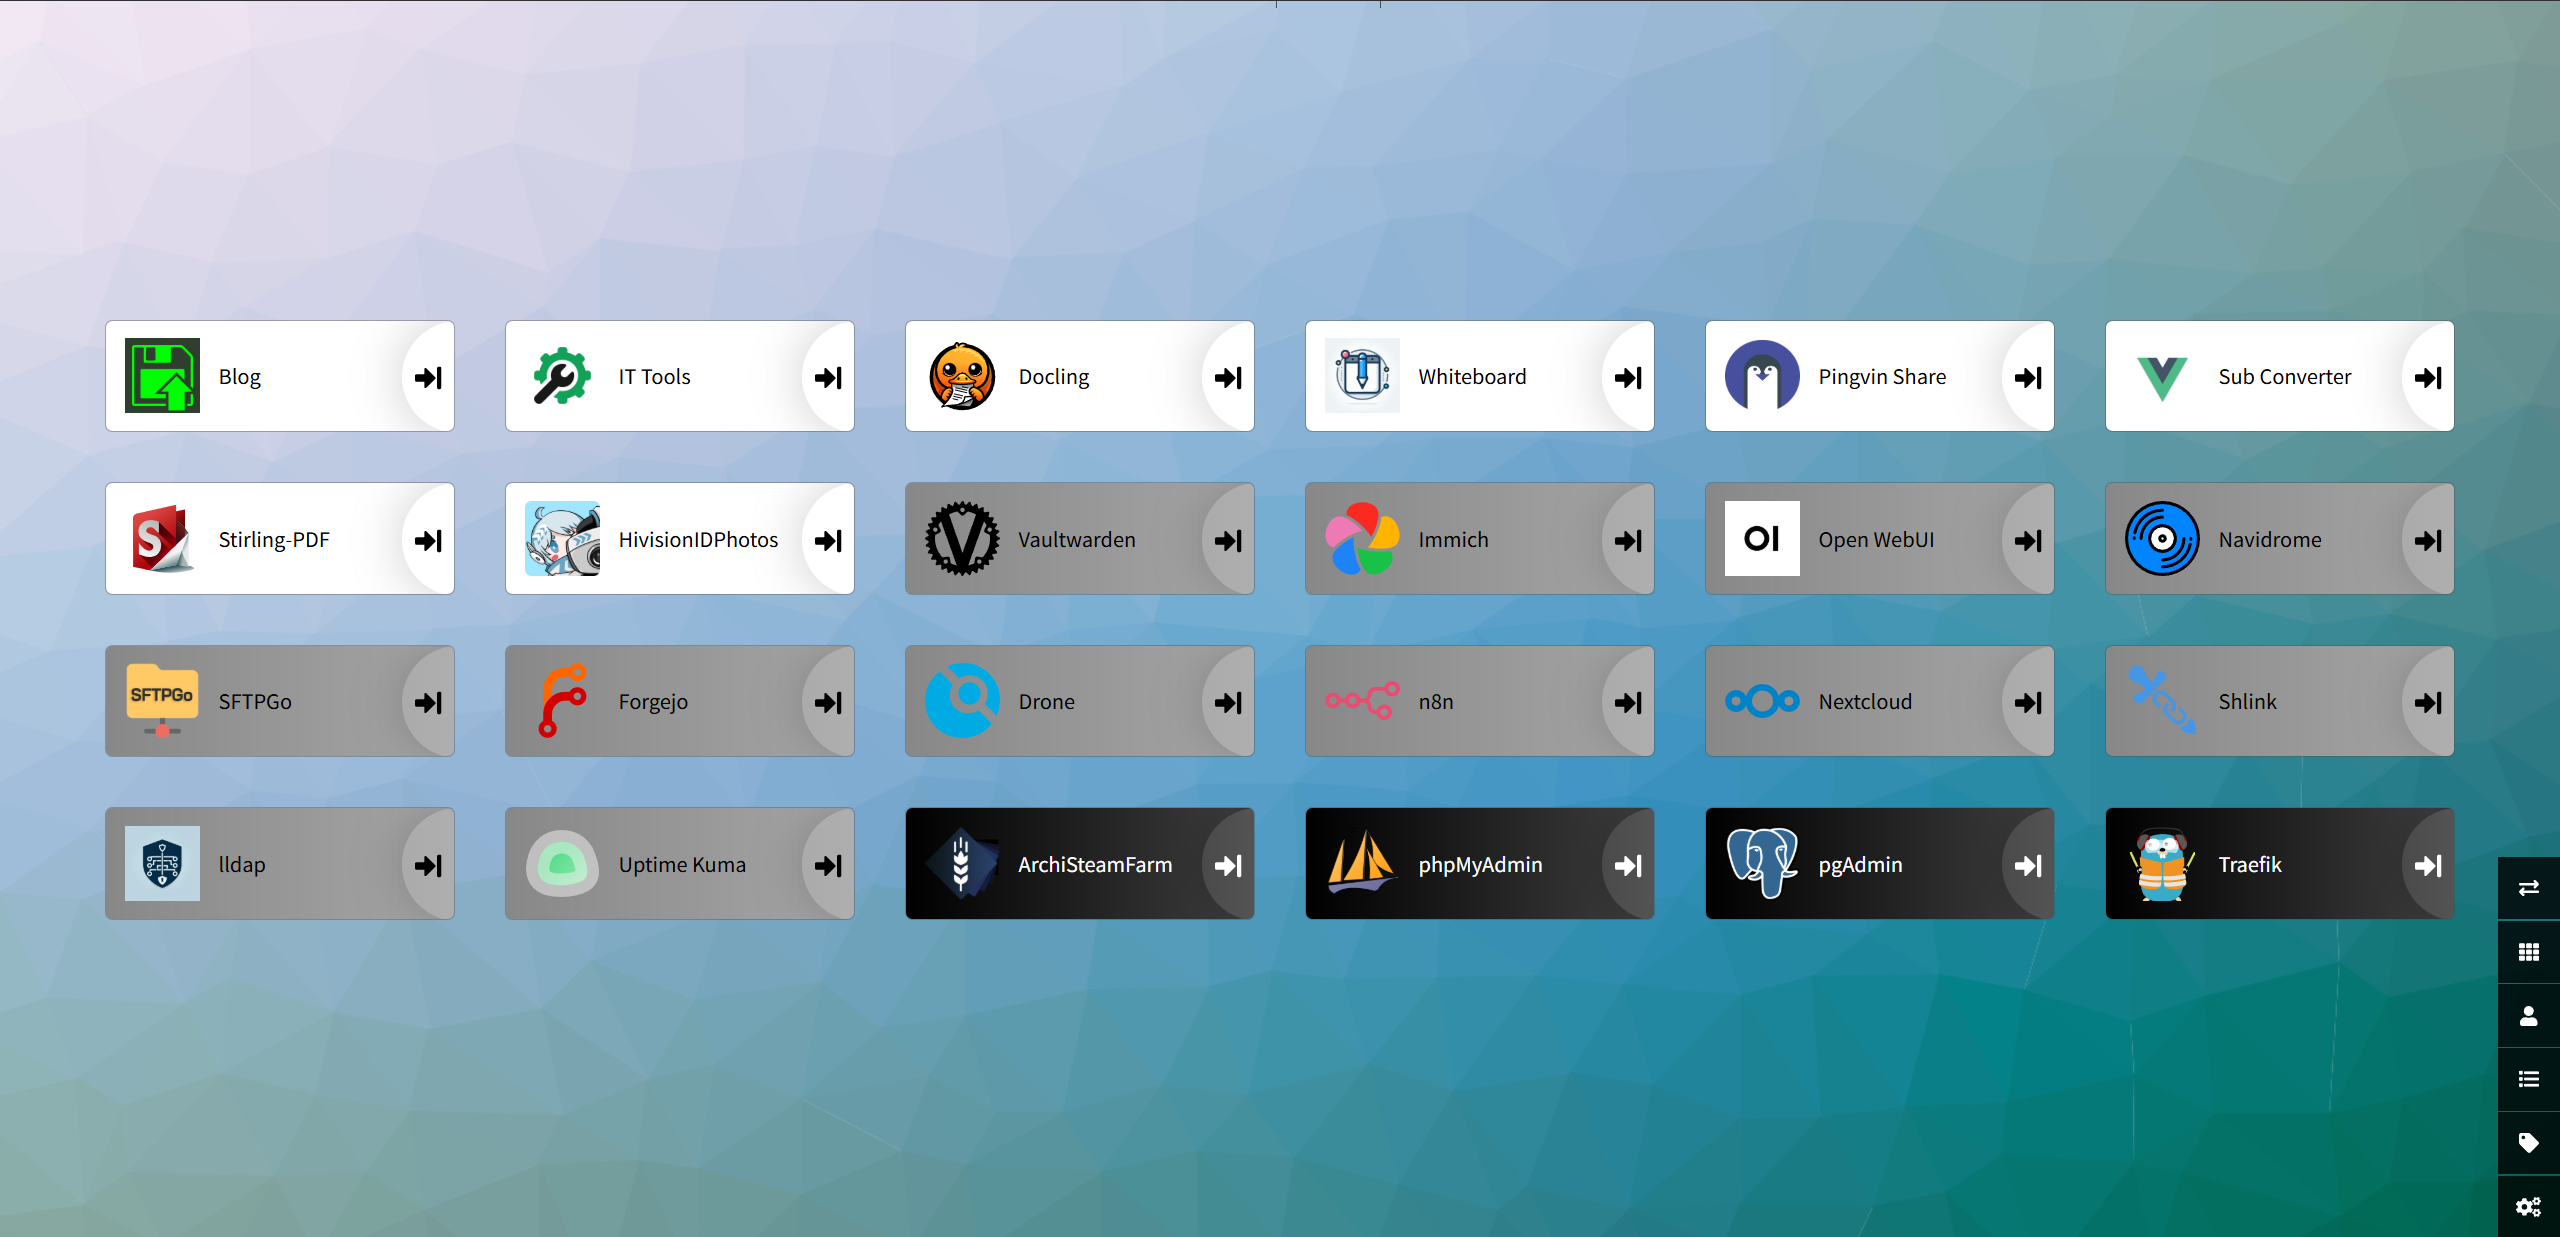 Blog
IT Tools
Docling
Whiteboard
Pingvin Share
Sub Converter
S
Stirling-PDF
HivisionIDPhotos
V
Vaultwarden
Immich
OI
Open WebUI
Navidrome
SFTPGo
SFTPGo
Forgejo
Drone
n8n
Nextcloud
Shlink
lldap
Uptime Kuma
ArchiSteamFarm
phpMyAdmin
pgAdmin
Traefik